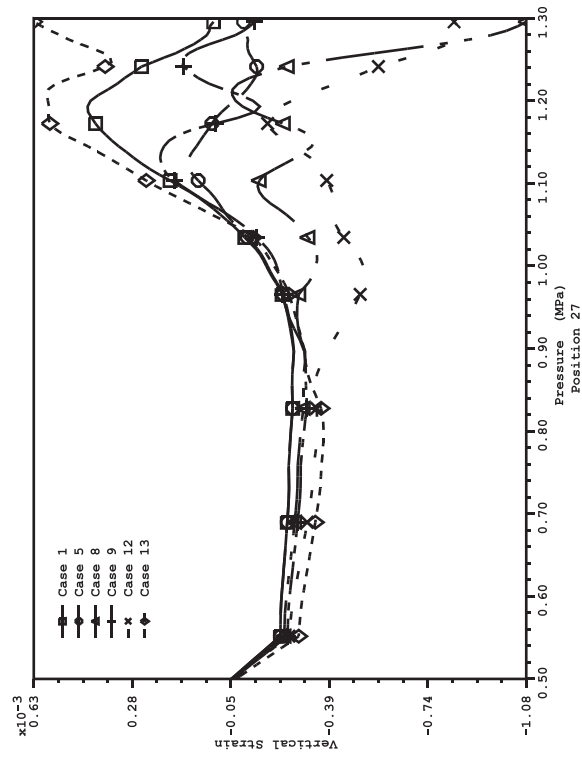 Case 1
Case 5
Case 8
Case 9
Case 12
Case 13
×10-3
0.63
0.28
-0.05
-0.39
-0.74
-1.08
Vertical Strain
0.50
0.60
0.70
0.80
0.90
1.00
1.10
1.20
1.30
Pressure (MPa)
Position 27